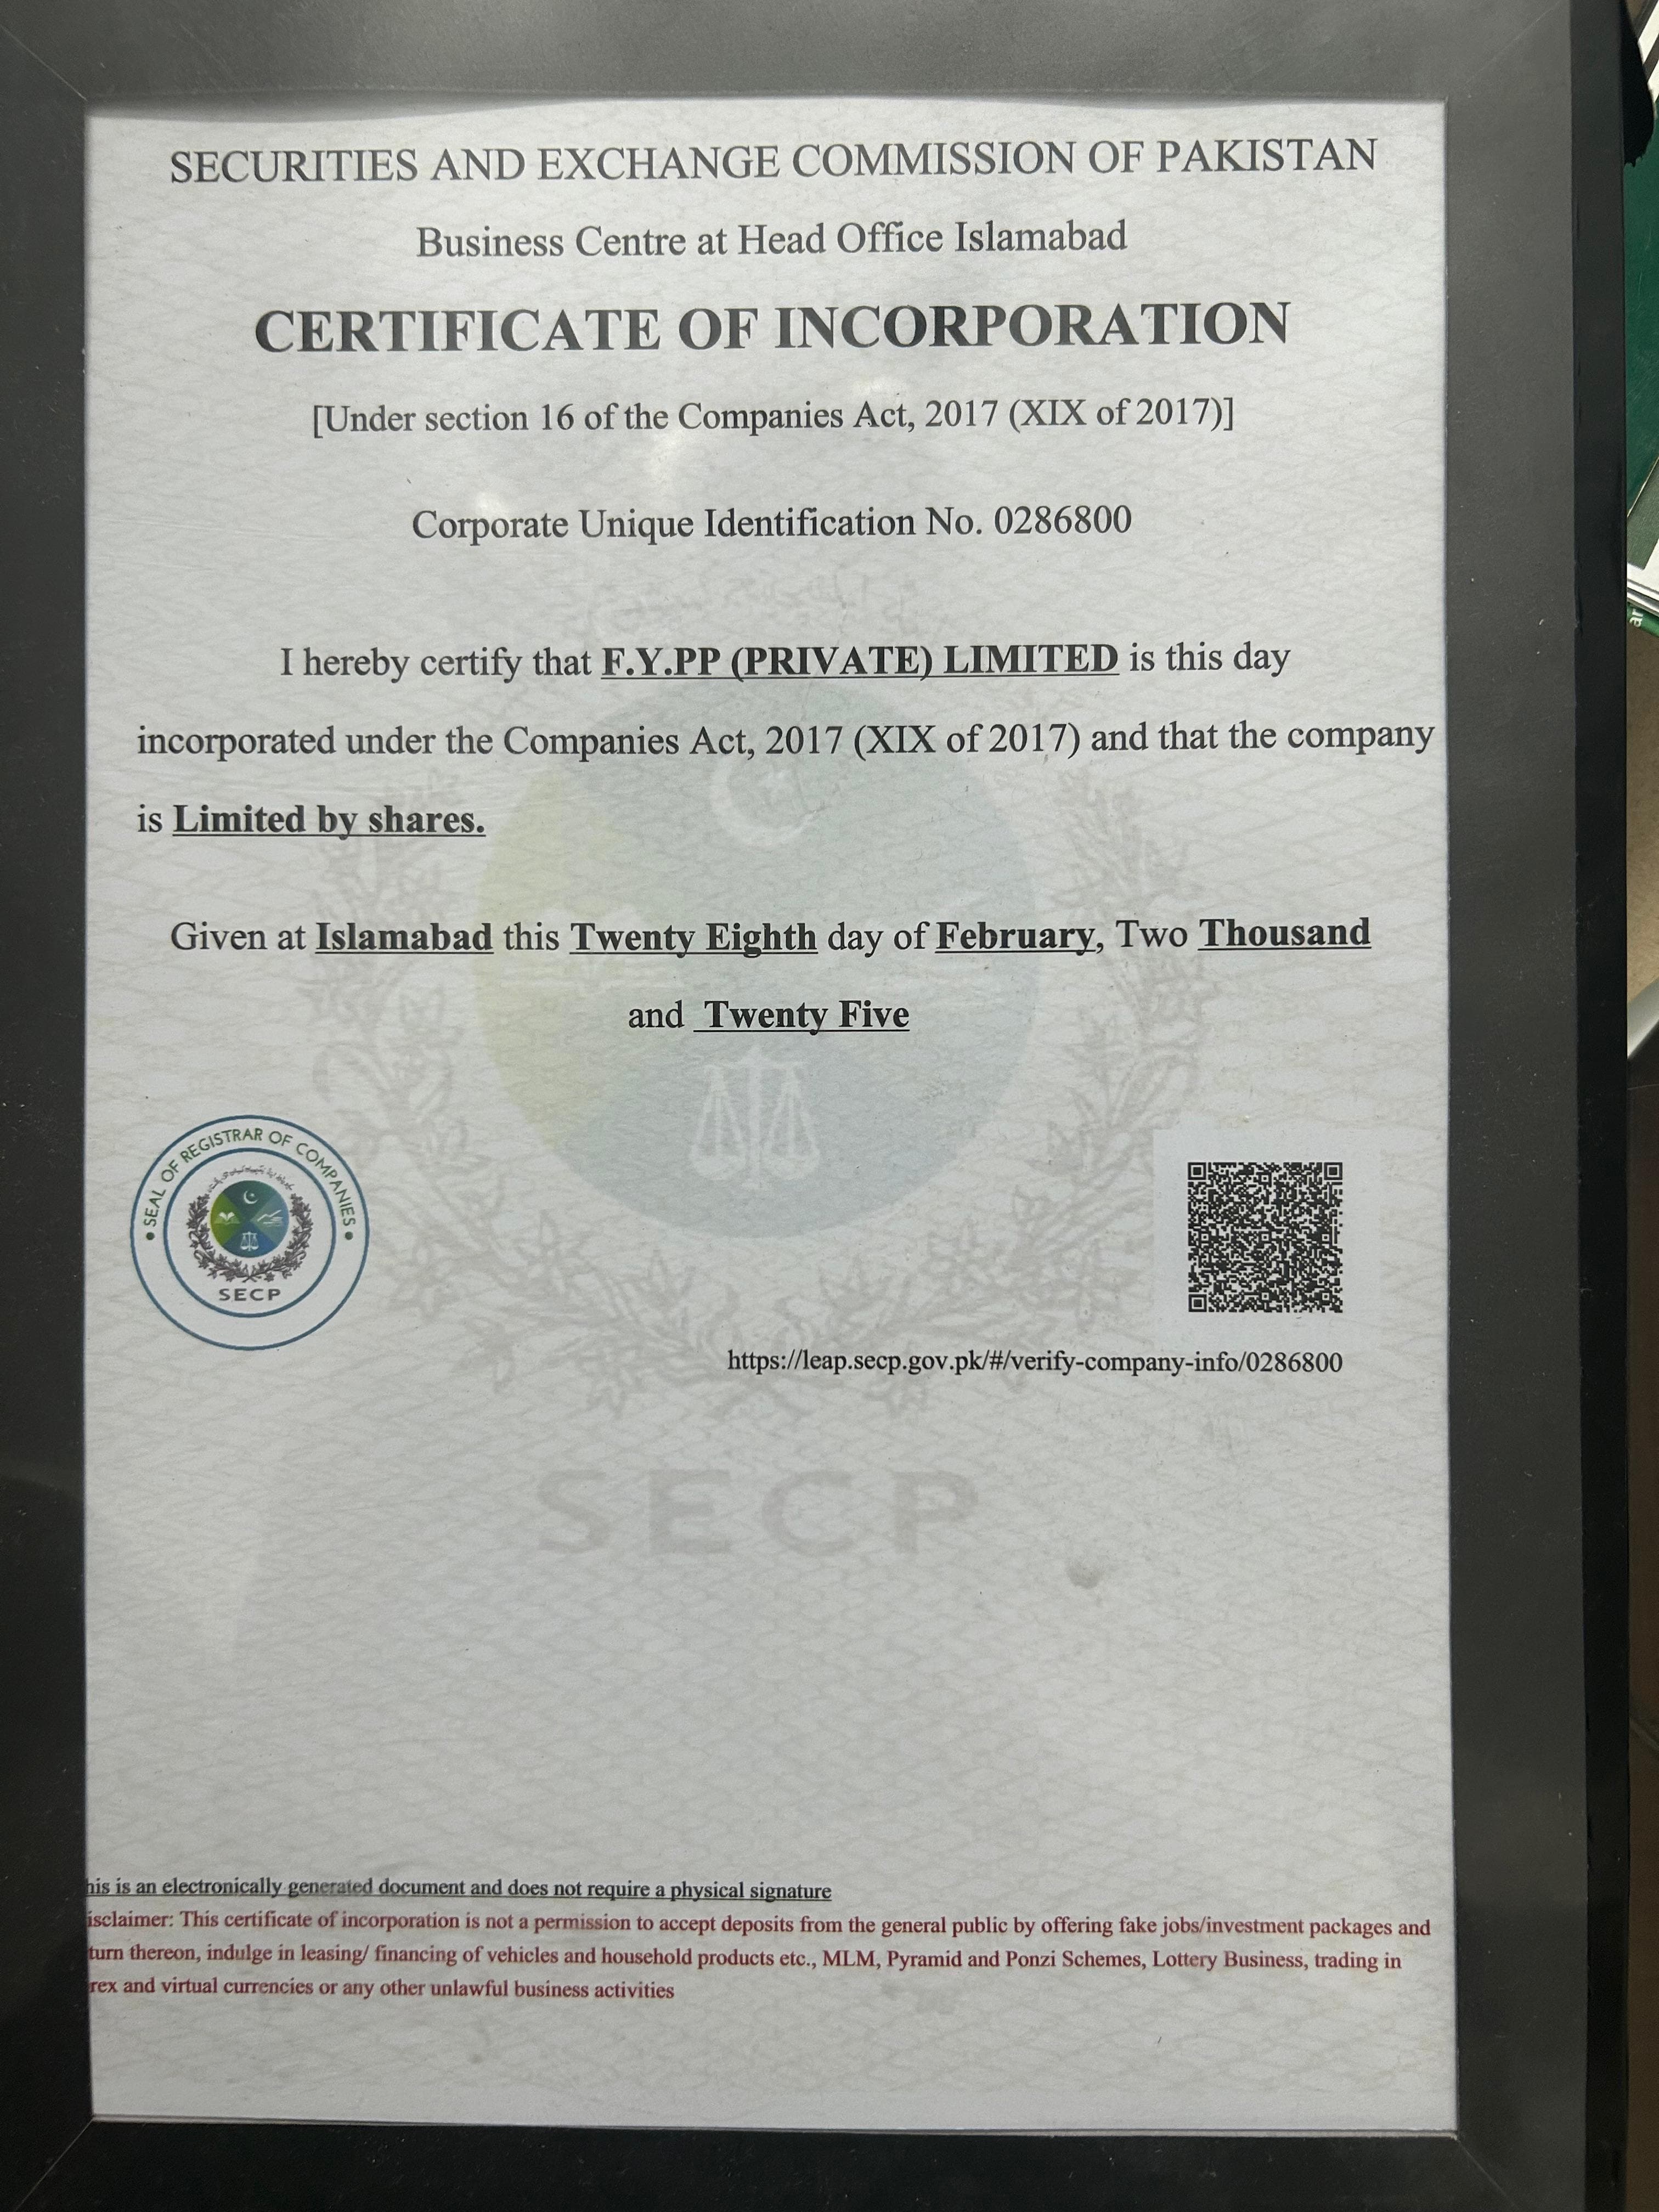 SECURITIES AND EXCHANGE COMMISSION OF PAKISTAN
Business Centre at Head Office Islamabad
CERTIFICATE OF INCORPORATION
[Under section 16 of the Companies Act, 2017 (XIX of 2017)]
Corporate Unique Identification No. 0286800
I hereby certify that F.Y.PP (PRIVATE) LIMITED is this day
incorporated under the Companies Act, 2017 (XIX of 2017) and that the company
is Limited by shares.
Given at Islamabad this Twenty Eighth day of February, Two Thousand
and Twenty Five
SEAL OF REGISTRAR OF COMPANIES
SECP
https://leap.secp.gov.pk/#/verify-company-info/0286800
SECP
his is an electronically generated document and does not require a physical signature
isclaimer: This certificate of incorporation is not a permission to accept deposits from the general public by offering fake jobs/investment packages and
turn thereon, indulge in leasing/ financing of vehicles and household products etc., MLM, Pyramid and Ponzi Schemes, Lottery Business, trading in
rex and virtual currencies or any other unlawful business activities